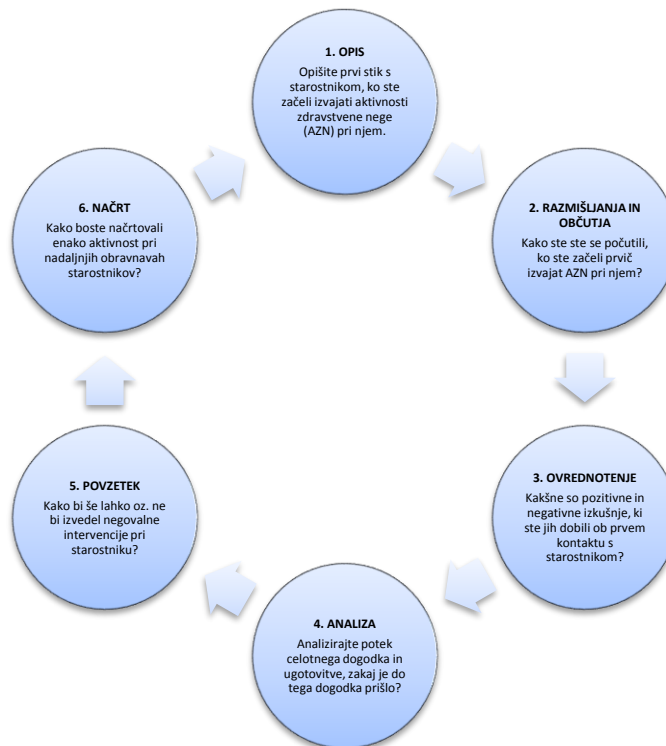 1. OPIS
Opišite prvi stik s
starostnikom, ko ste
začeli izvajati aktivnosti
zdravstvene nege
(AZN) pri njem.
2. RAZMIŠLJANJA IN
OBČUTJA
Kako ste ste se počutili,
ko ste začeli prvič
izvajat AZN pri njem?
3. OVREDNOTENJE
Kakšne so pozitivne in
negativne izkušnje, ki
ste jih dobili ob prvem
kontaktu s
starostnikom?
4. ANALIZA
Analizirajte potek
celotnega dogodka in
ugotovitve, zakaj je do
tega dogodka prišlo?
5. POVZETEK
Kako bi še lahko oz. ne
bi izvedel negovalne
intervencije pri
starostniku?
6. NAČRT
Kako boste načrtovali
enako aktivnost pri
nadaljnjih obravnavah
starostnikov?